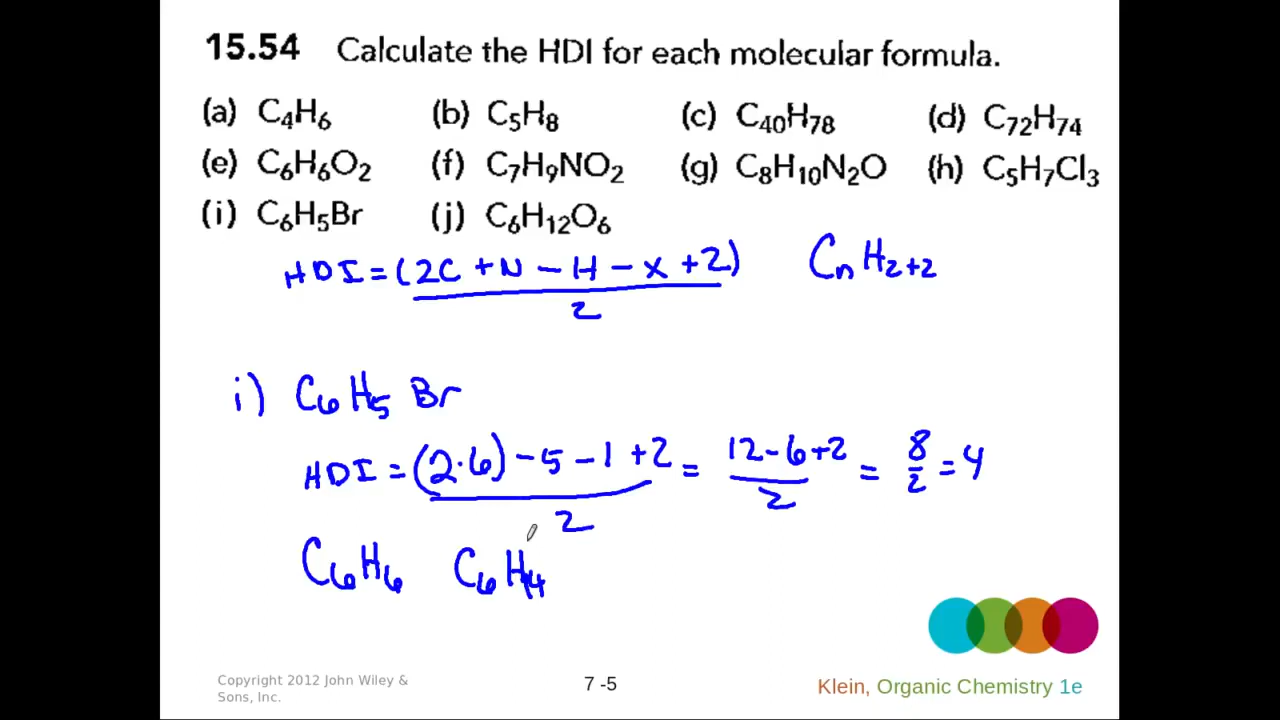 15.54 Calculate the HDI for each molecular formula.
(a) C₄H₆ (b) C₅H₈ (c) C₄₀H₇₈ (d) C₇₂H₇₄
(e) C₆H₆O₂ (f) C₇H₉NO₂ (g) C₈H₁₀N₂O (h) C₅H₇Cl₃
(i) C₆H₅Br (j) C₆H₁₂O₆
HDI = (2C + N - H - X + 2) / 2 CₙH₂₊₂
i) C₆H₅Br
HDI = (2·6) - 5 - 1 + 2 / 2 = 12 - 6 + 2 / 2 = 8 / 2 = 4
C₆H₆ C₆H₁₄
Copyright 2012 John Wiley &
Sons, Inc.
7 -5
Klein, Organic Chemistry 1e